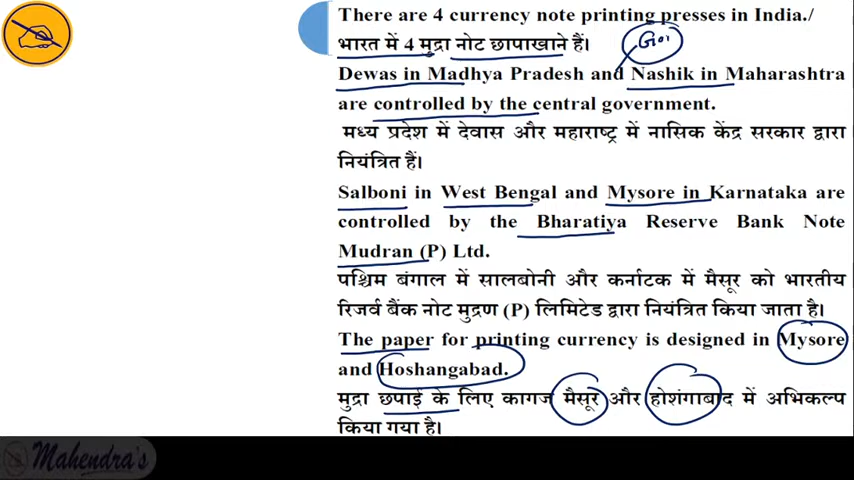 There are 4 currency note printing presses in India./
भारत में 4 मुद्रा नोट छापाखाने हैं।
Gov
Dewas in Madhya Pradesh and Nashik in Maharashtra
are controlled by the central government.
मध्य प्रदेश में देवास और महाराष्ट्र में नासिक केंद्र सरकार द्वारा
नियंत्रित हैं।
Salboni in West Bengal and Mysore in Karnataka are
controlled by the Bharatiya Reserve Bank Note
Mudran (P) Ltd.
पश्चिम बंगाल में सालबोनी और कर्नाटक में मैसूर को भारतीय
रिजर्व बैंक नोट मुद्रण (P) लिमिटेड द्वारा नियंत्रित किया जाता है।
The paper for printing currency is designed in Mysore
and Hoshangabad.
मुद्रा छपाई के लिए कागज मैसूर और होशंगाबाद में अभिकल्प
किया गया है।
Mahendra's